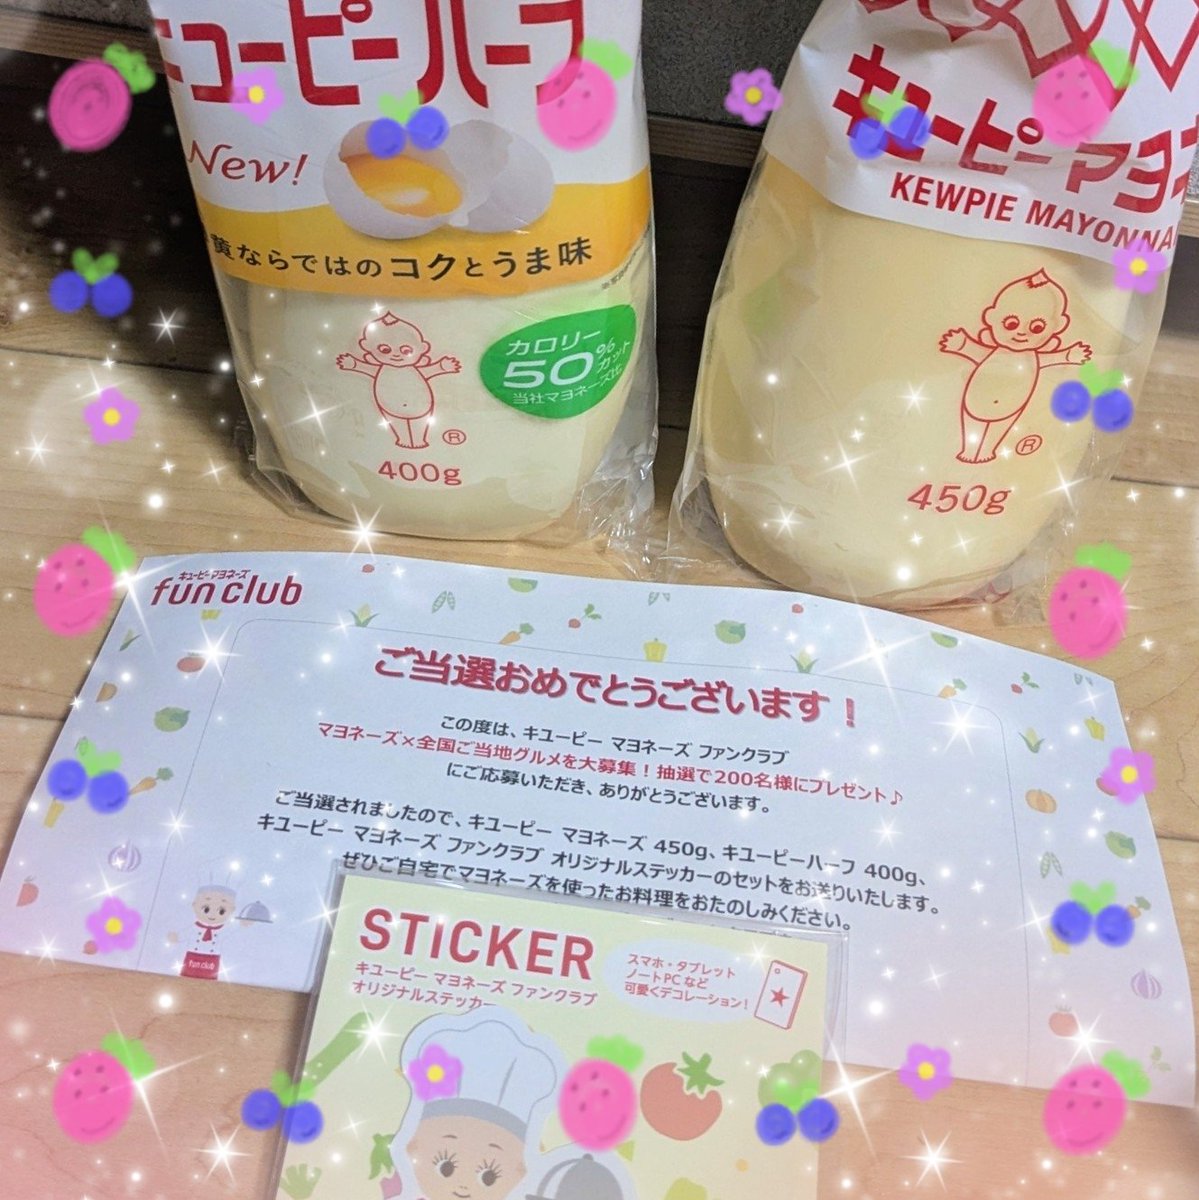 キユーピーハーフ
New!
黄ならではのコクとうま味
カロリー
50%カット
当社マヨネーズ比
®
400g
キユーピー マヨネ
KEWPIE MAYONNA
®
450g
キユーピー マヨネーズ
fun club
ご当選おめでとうございます！
この度は、キユーピー マヨネーズ ファンクラブ
マヨネーズ×全国ご当地グルメを大募集！抽選で200名様にプレゼント♪
にご応募いただき、ありがとうございます。
ご当選されましたので、キユーピー マヨネーズ 450g、キユーピーハーフ 400g、
キユーピー マヨネーズ ファンクラブ オリジナルステッカーのセットをお送りいたします。
ぜひご自宅でマヨネーズを使ったお料理をおたのしみください。
fun club
STICKER
キユーピー マヨネーズ ファンクラブ
オリジナルステッカー
スマホ・タブレット
ノートPCなど
可愛くデコレーション！